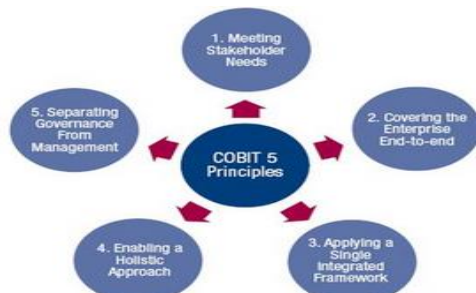 1. Meeting
Stakeholder
Needs
5. Separating
Governance
From
Management
2. Covering the
Enterprise
End-to-end
COBIT 5
Principles
4. Enabling a
Holistic
Approach
3. Applying a
Single
Integrated
Framework